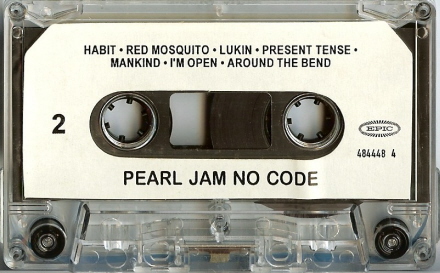 HABIT • RED MOSQUITO • LUKIN • PRESENT TENSE •
MANKIND • I'M OPEN • AROUND THE BEND
2
EPIC
484448 4
PEARL JAM NO CODE